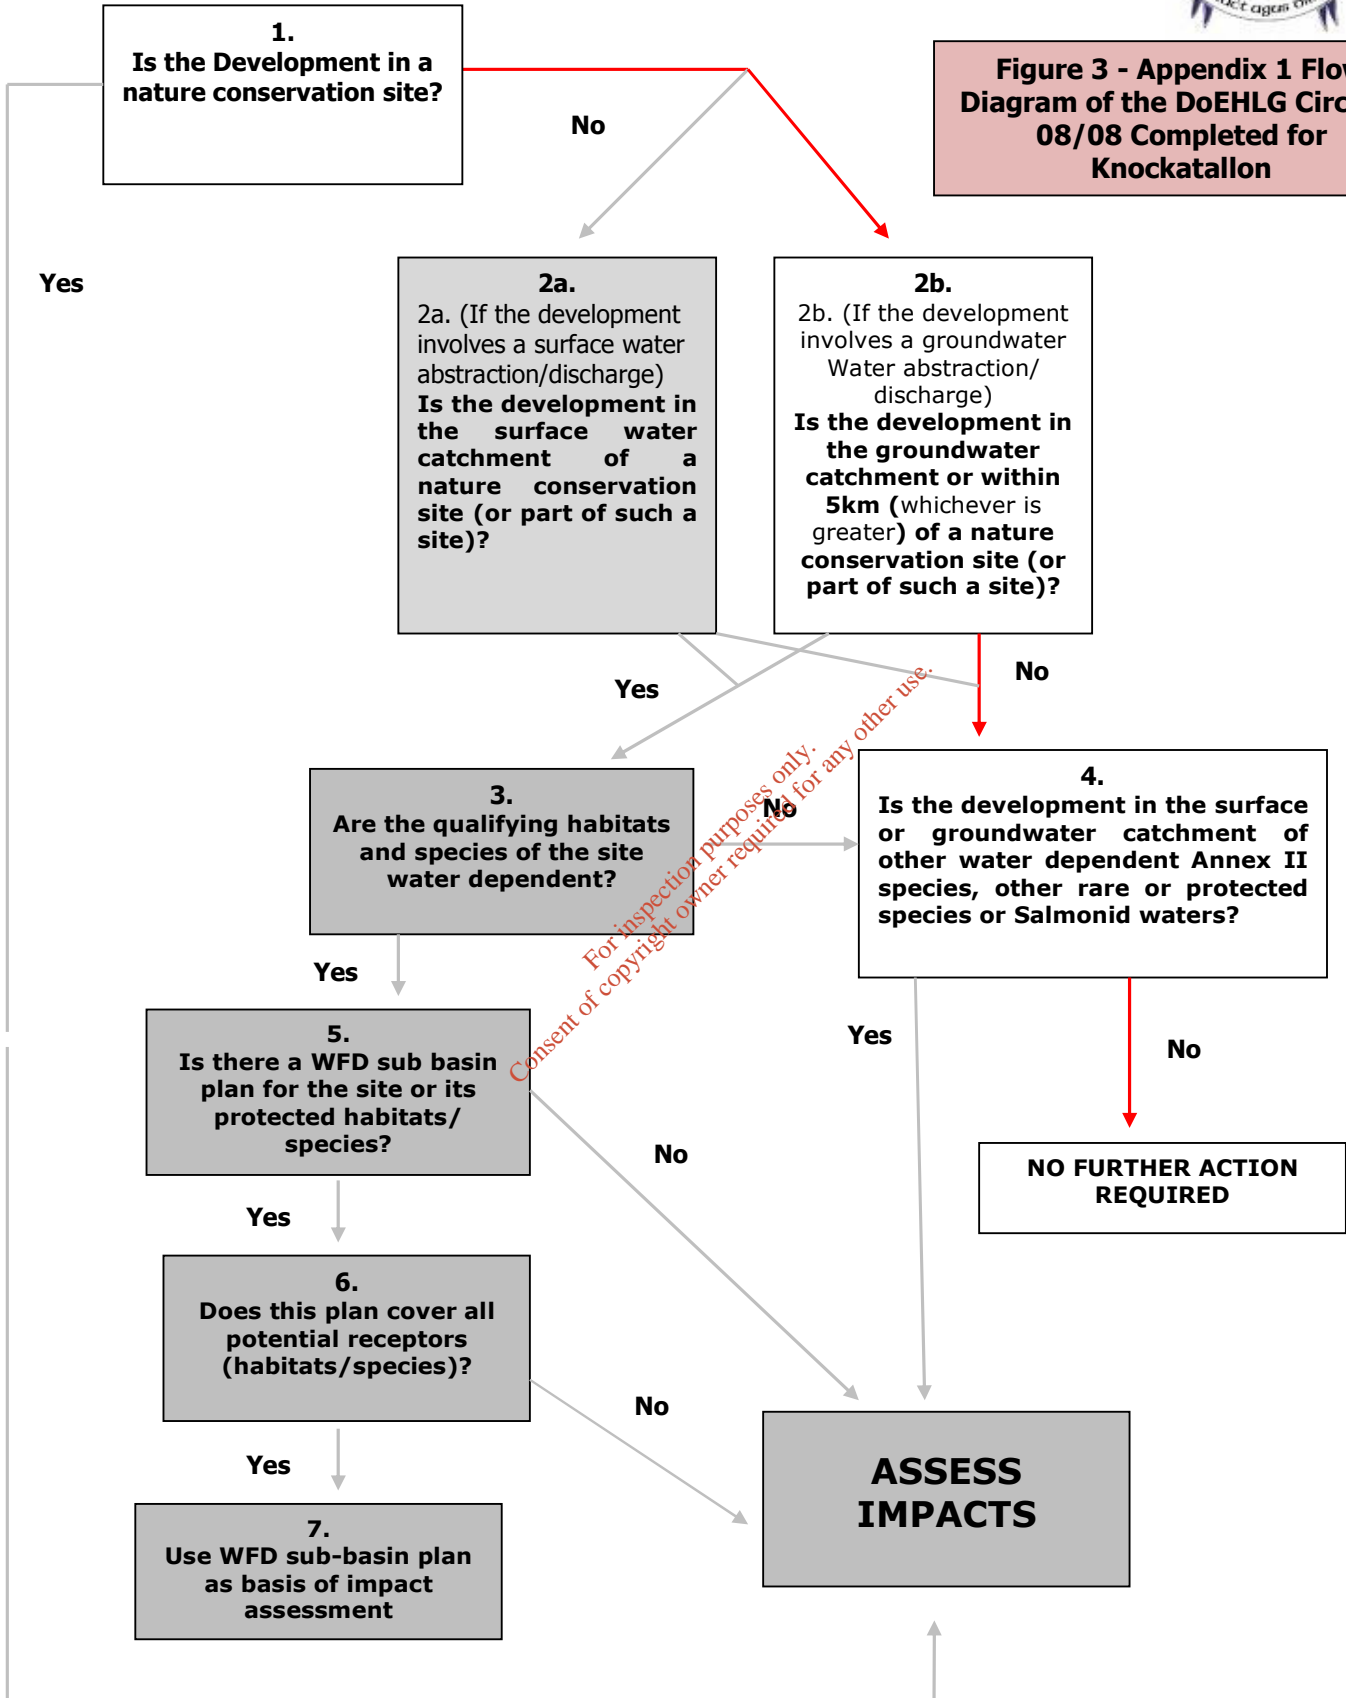 agus
1.
Is the Development in a
nature conservation site?
Figure 3 - Appendix 1
Diagram of the DoEHLG
08/08 Completed for
Knockatallon
No
Yes
2a.
2a. (If the development
involves a surface water
abstraction/discharge)
Is the development in
the surface water
catchment of a
nature conservation
site (or part of such a
site)?
2b.
2b. (If the development
involves a groundwater
Water abstraction/
discharge)
Is the development in
the groundwater
catchment or within
5km (whichever is
greater) of a nature
conservation site (or
part of such a site)?
Yes
No
3.
Are the qualifying habitats
and species of the site
water dependent?
No
4.
Is the development in the surface
or groundwater catchment of
other water dependent Annex II
species, other rare or protected
species or Salmonid waters?
For inspection purposes only.
Consent of copyright owner required for any other use.
Yes
5.
Is there a WFD sub basin
plan for the site or its
protected habitats/
species?
Yes
No
No
NO FURTHER ACTION
REQUIRED
Yes
6.
Does this plan cover all
potential receptors
(habitats/species)?
No
Yes
ASSESS
IMPACTS
7.
Use WFD sub-basin plan
as basis of impact
assessment